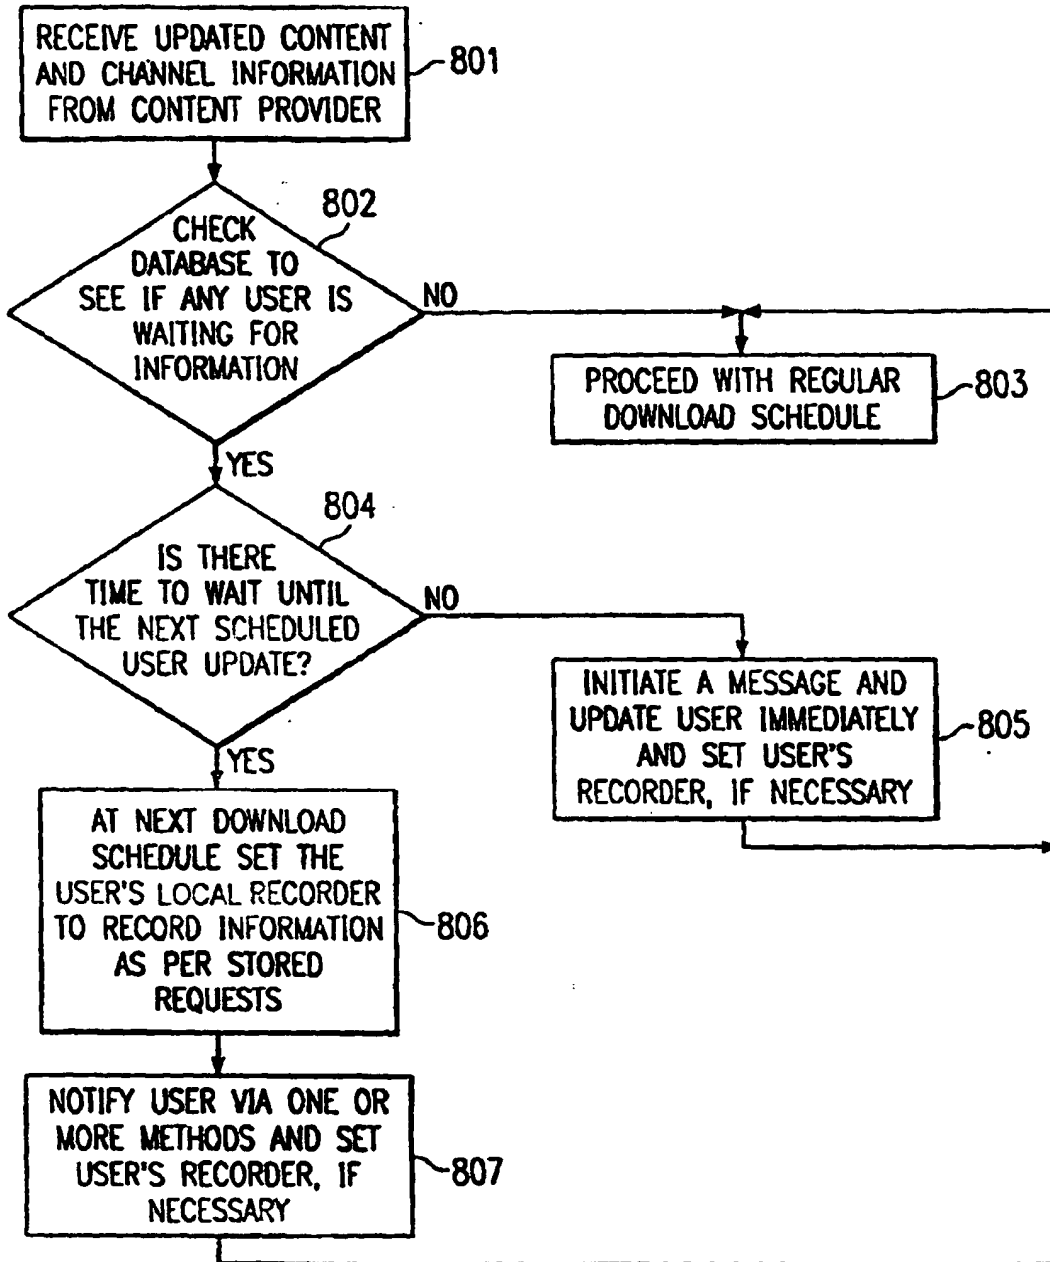 RECEIVE UPDATED CONTENT
AND CHANNEL INFORMATION
FROM CONTENT PROVIDER
801
802
CHECK
DATABASE TO
SEE IF ANY USER IS
WAITING FOR
INFORMATION
NO
PROCEED WITH REGULAR
DOWNLOAD SCHEDULE
803
YES
804
IS THERE
TIME TO WAIT UNTIL
THE NEXT SCHEDULED
USER UPDATE?
NO
INITIATE A MESSAGE AND
UPDATE USER IMMEDIATELY
AND SET USER'S
RECORDER, IF NECESSARY
805
YES
AT NEXT DOWNLOAD
SCHEDULE SET THE
USER'S LOCAL RECORDER
TO RECORD INFORMATION
AS PER STORED
REQUESTS
806
NOTIFY USER VIA ONE OR
MORE METHODS AND SET
USER'S RECORDER, IF
NECESSARY
807